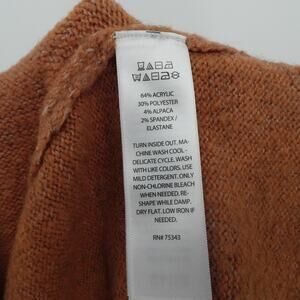 64% ACRYLIC
30% POLYESTER
4% ALPACA
2% SPANDEX /
ELASTANE
TURN INSIDE OUT. MA-
CHINE WASH COOL -
DELICATE CYCLE. WASH
WITH LIKE COLORS. USE
MILD DETERGENT. ONLY
NON-CHLORINE BLEACH
WHEN NEEDED. RE-
SHAPE WHILE DAMP.
DRY FLAT. LOW IRON IF
NEEDED.
RN# 75343